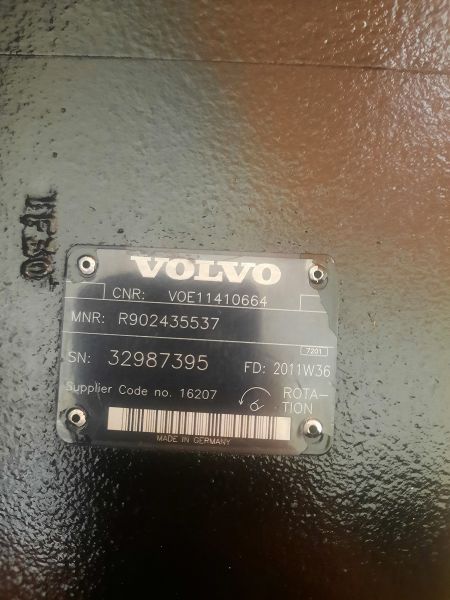 VOLVO
CNR: VOE11410664
MNR: R902435537
7201
SN: 32987395 FD: 2011W36
Supplier Code no. 16207 ROTA-
TION
MADE IN GERMANY